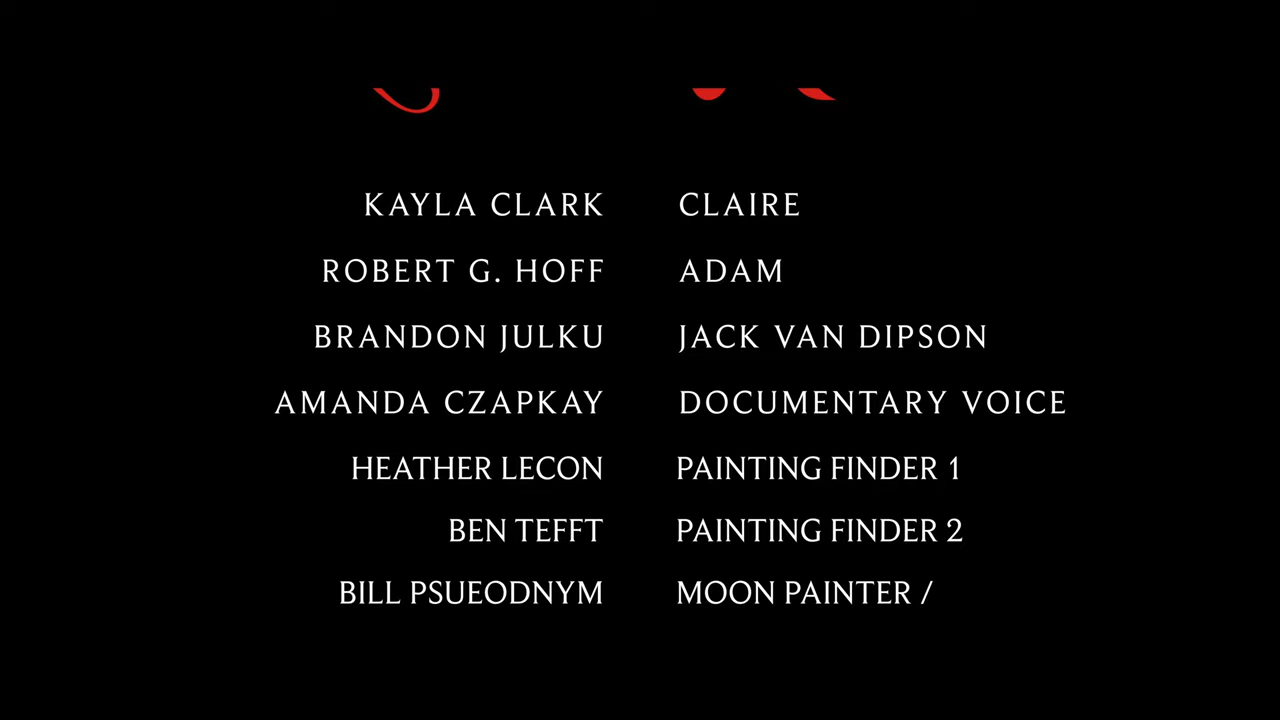 KAYLA CLARK CLAIRE
ROBERT G. HOFF ADAM
BRANDON JULKU JACK VAN DIPSON
AMANDA CZAPKAY DOCUMENTARY VOICE
HEATHER LECON PAINTING FINDER 1
BEN TEFFT PAINTING FINDER 2
BILL PSUEODNYM MOON PAINTER /